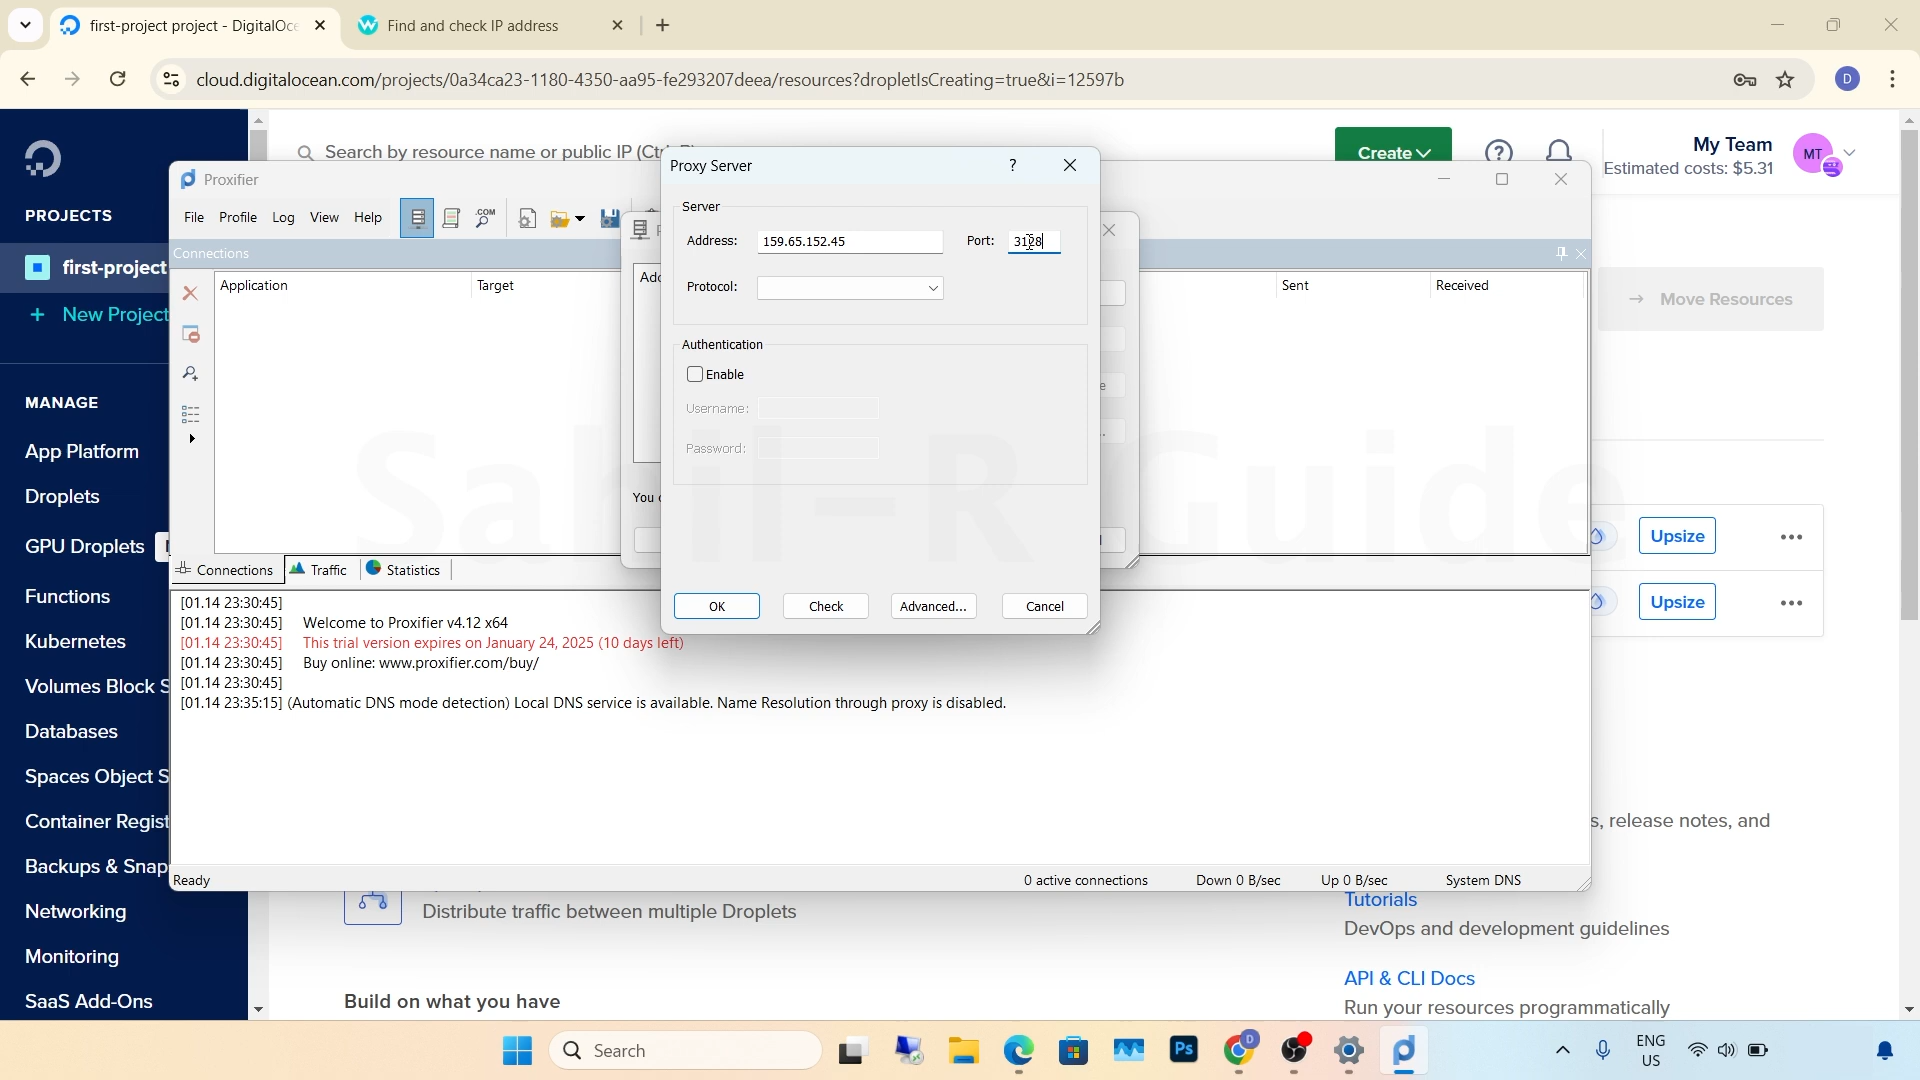 first-project project - DigitalOce
Find and check IP address
cloud.digitalocean.com/projects/0a34ca23-1180-4350-aa95-fe293207deea/resources?dropletIsCreating=true&i=12597b
D
Search by resource name or public IP (Ctrl
Create
My Team
Estimated costs: $5.31
MT
PROJECTS
first-project
+ New Project
MANAGE
App Platform
Droplets
GPU Droplets
Functions
Kubernetes
Volumes Block S
Databases
Spaces Object S
Container Regist
Backups & Snap
Networking
Monitoring
SaaS Add-Ons
→ Move Resources
Upsize
Upsize
s, release notes, and
Tutorials
DevOps and development guidelines
API & CLI Docs
Run your resources programmatically
Distribute traffic between multiple Droplets
Build on what you have
Proxifier
File Profile Log View Help
.COM
Connections
Application Target Sent Received
Connections Traffic Statistics
[01.14 23:30:45]
[01.14 23:30:45] Welcome to Proxifier v4.12 x64
[01.14 23:30:45] This trial version expires on January 24, 2025 (10 days left)
[01.14 23:30:45] Buy online: www.proxifier.com/buy/
[01.14 23:30:45]
[01.14 23:35:15] (Automatic DNS mode detection) Local DNS service is available. Name Resolution through proxy is disabled.
Ready
0 active connections Down 0 B/sec Up 0 B/sec System DNS
Add
You
Proxy Server
?
Server
Address: 159.65.152.45 Port: 3128
Protocol:
Authentication
Enable
Username:
Password:
OK Check Advanced... Cancel
Sahil-R Guide
Search
Ps
D
ENG
US